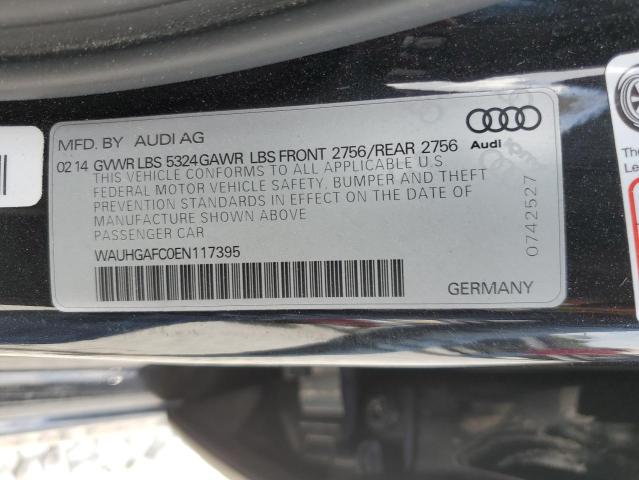 MFD. BY AUDI AG
Audi
02 14 GVWR LBS 5324 GAWR LBS FRONT 2756/REAR 2756
THIS VEHICLE CONFORMS TO ALL APPLICABLE U.S
FEDERAL MOTOR VEHICLE SAFETY, BUMPER AND THEFT
PREVENTION STANDARDS IN EFFECT ON THE DATE OF
MANUFACTURE SHOWN ABOVE
PASSENGER CAR
WAUHGAFC0EN117395
GERMANY
0742527
The
Le